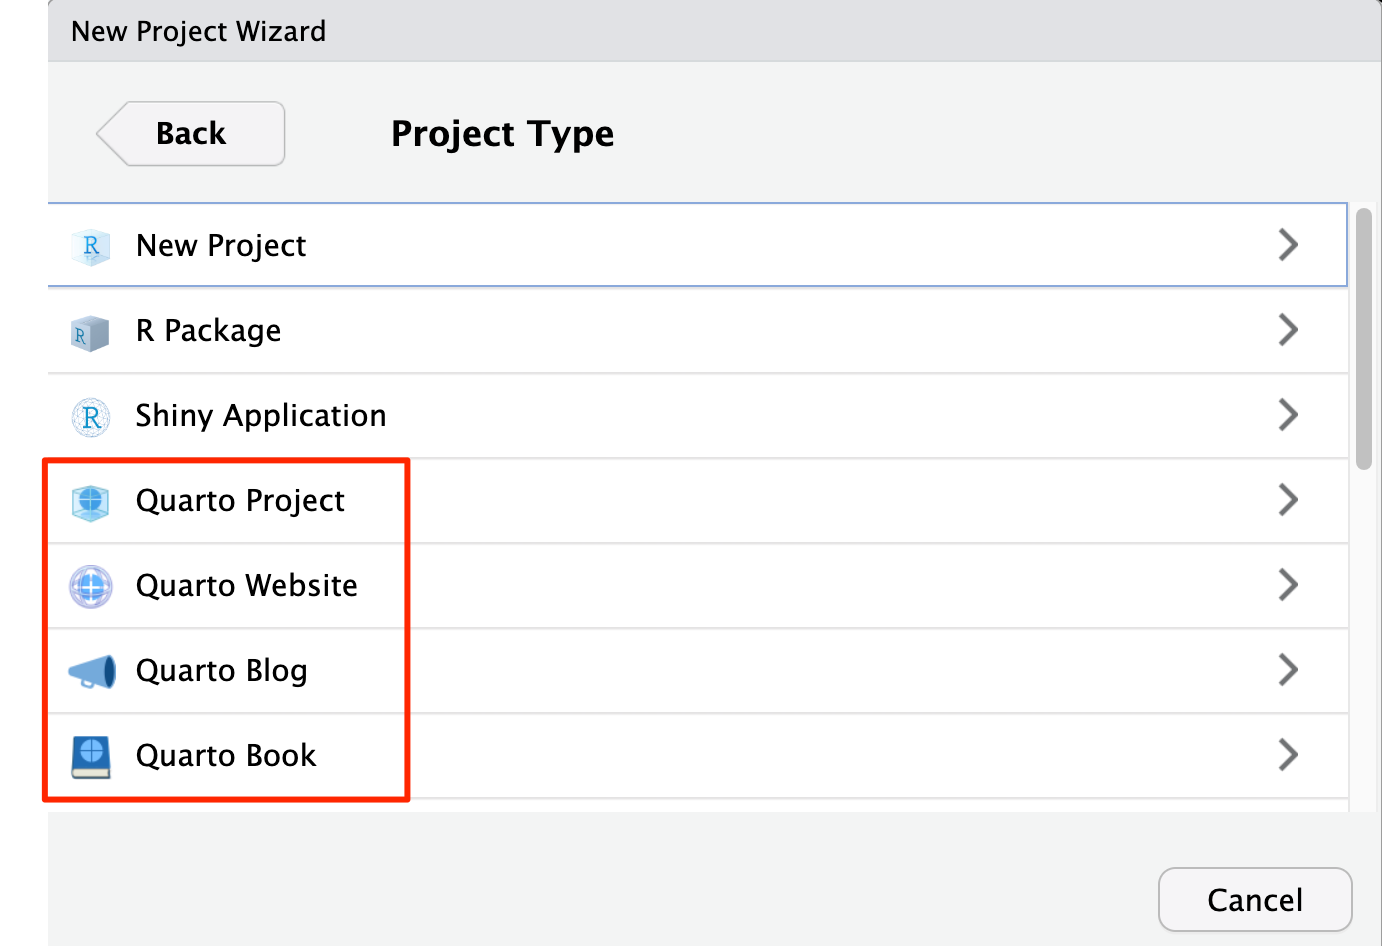 New Project Wizard
Back
Project Type
R New Project
R R Package
R Shiny Application
Quarto Project
Quarto Website
Quarto Blog
Quarto Book
Cancel